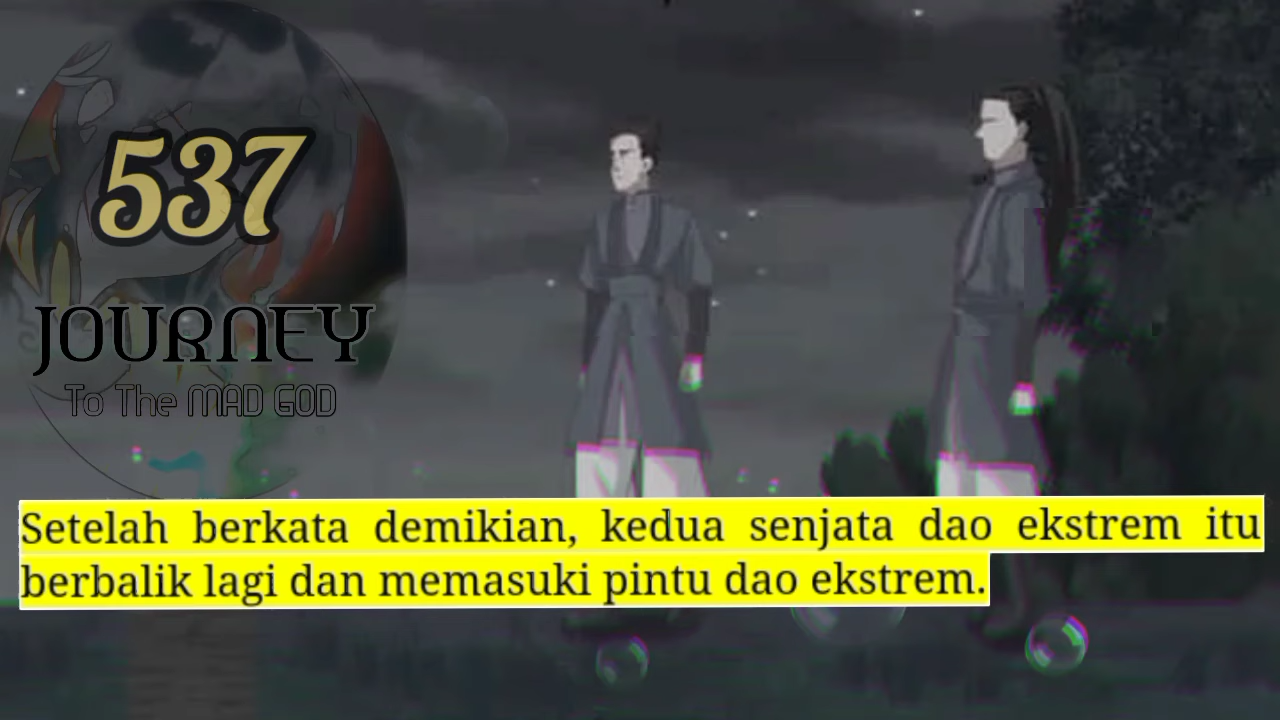 537
JOURNEY
To The MAD GOD
Setelah berkata demikian, kedua senjata dao ekstrem itu
berbalik lagi dan memasuki pintu dao ekstrem.